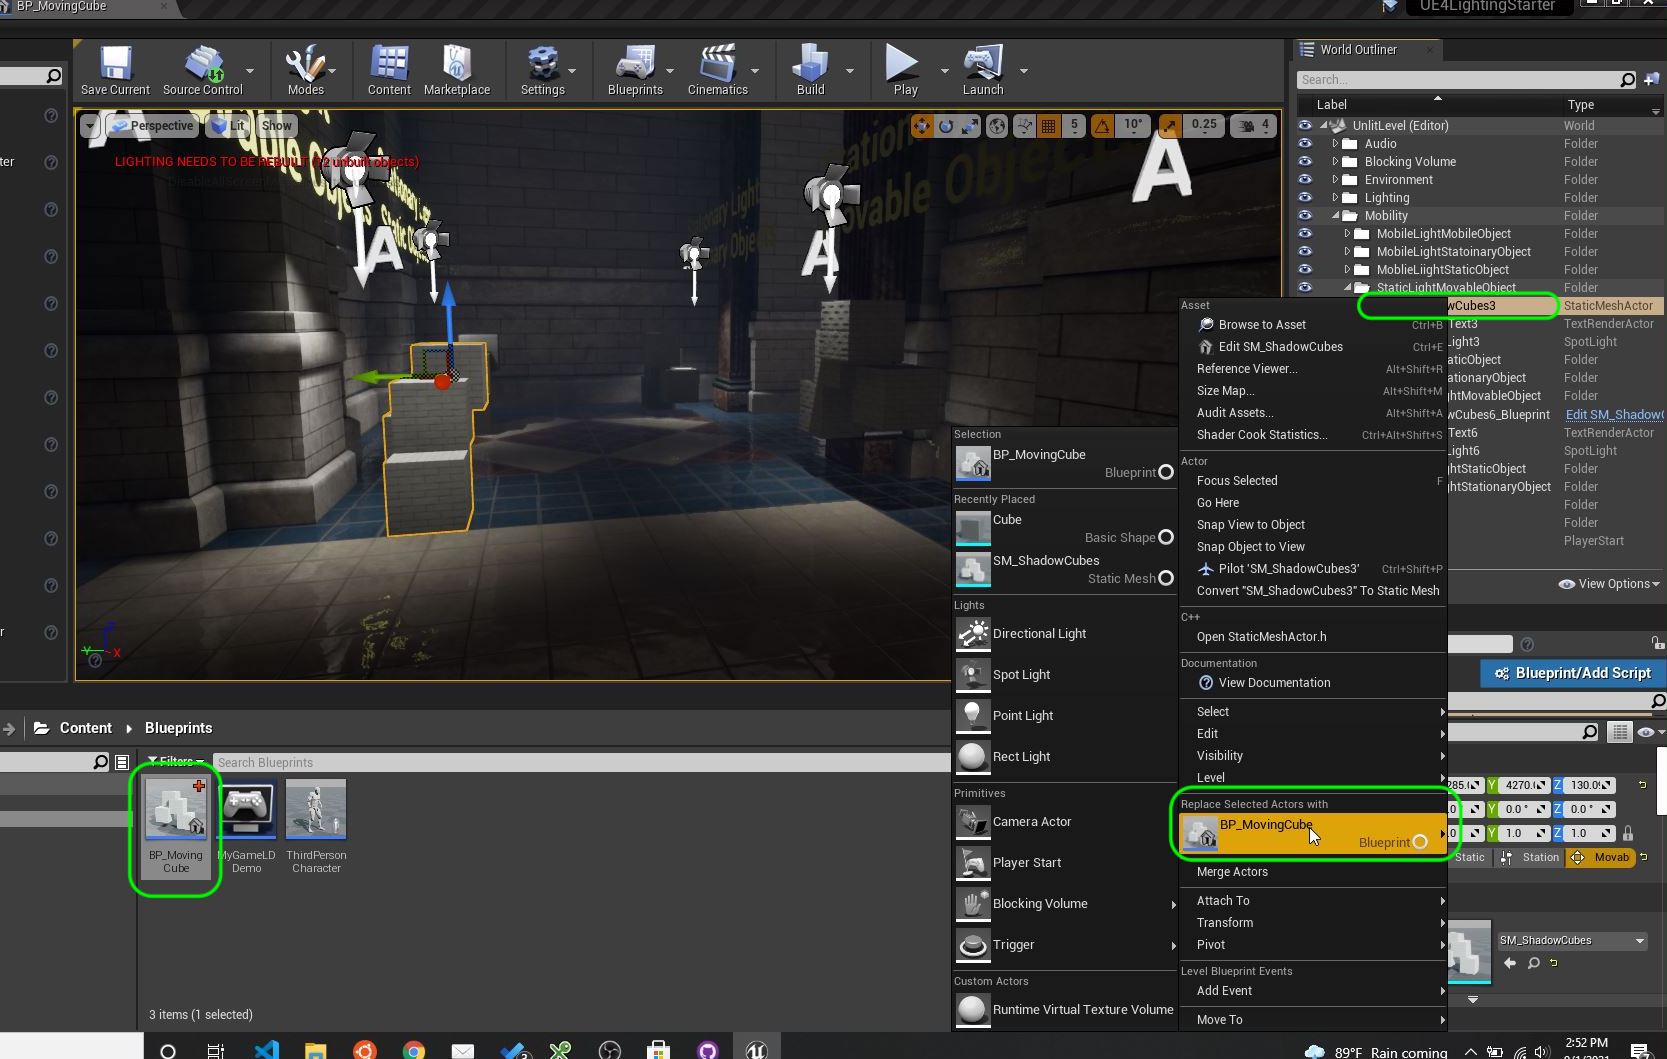 BP_MovingCube
UE4LightingStarter
Save Current
Source Control
Modes
Content
Marketplace
Settings
Blueprints
Cinematics
Build
Play
Launch
World Outliner
Search...
Label
Type
Perspective
Lit
Show
5
10°
0.25
4
LIGHTING NEEDS TO BE REBUILT
unbuilt objects)
A
A
A
A
UnlitLevel (Editor)
World
Audio
Folder
Blocking Volume
Folder
Environment
Folder
Lighting
Folder
Mobility
Folder
MobileLightMobileObject
Folder
MobileLightStatoinaryObject
Folder
MoblieLiightStaticObject
Folder
StaticLightMovableObject
Folder
wCubes3
StaticMeshActor
Text3
TextRenderActor
Light3
SpotLight
aticObject
Folder
ationaryObject
Folder
ghtMovableObject
Folder
wCubes6_Blueprint
Edit SM_Shadow
Text6
TextRenderActor
Light6
SpotLight
ghtStaticObject
Folder
ghtStationaryObject
Folder
Folder
Folder
PlayerStart
View Options
Blueprint/Add Script
Asset
Browse to Asset
Ctrl+B
Edit SM_ShadowCubes
Ctrl+E
Reference Viewer...
Alt+Shift+R
Size Map...
Alt+Shift+M
Audit Assets...
Alt+Shift+A
Shader Cook Statistics...
Ctrl+Alt+Shift+S
Actor
Focus Selected
F
Go Here
Snap View to Object
Snap Object to View
Pilot 'SM_ShadowCubes3'
Ctrl+Shift+P
Convert "SM_ShadowCubes3" To Static Mesh
C++
Open StaticMeshActor.h
Documentation
View Documentation
Select
Edit
Visibility
Level
Replace Selected Actors with
BP_MovingCube
Blueprint
Merge Actors
Attach To
Transform
Pivot
Level Blueprint Events
Add Event
Move To
Selection
BP_MovingCube
Blueprint
Recently Placed
Cube
Basic Shape
SM_ShadowCubes
Static Mesh
Lights
Directional Light
Spot Light
Point Light
Rect Light
Primitives
Camera Actor
Player Start
Blocking Volume
Trigger
Custom Actors
Runtime Virtual Texture Volume
Y 4270.
Z 130.0
Y 0.0 °
Z 0.0 °
Y 1.0
Z 1.0
Static
Station
Movab
SM_ShadowCubes
Content
Blueprints
Filters
Search Blueprints
BP_Moving
Cube
MyGameLD
Demo
ThirdPerson
Character
3 items (1 selected)
89°F Rain coming
2:52 PM